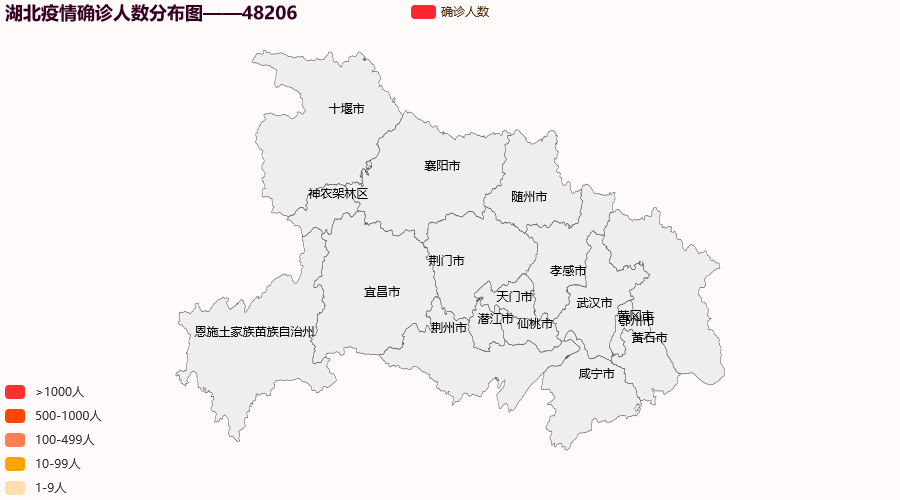 湖北疫情确诊人数分布图——48206
确诊人数
十堰市
襄阳市
神农架林区
随州市
荆门市
孝感市
宜昌市
天门市
武汉市
黄冈市
鄂州市
潜江市
仙桃市
荆州市
恩施土家族苗族自治州
黄石市
咸宁市
>1000人
500-1000人
100-499人
10-99人
1-9人